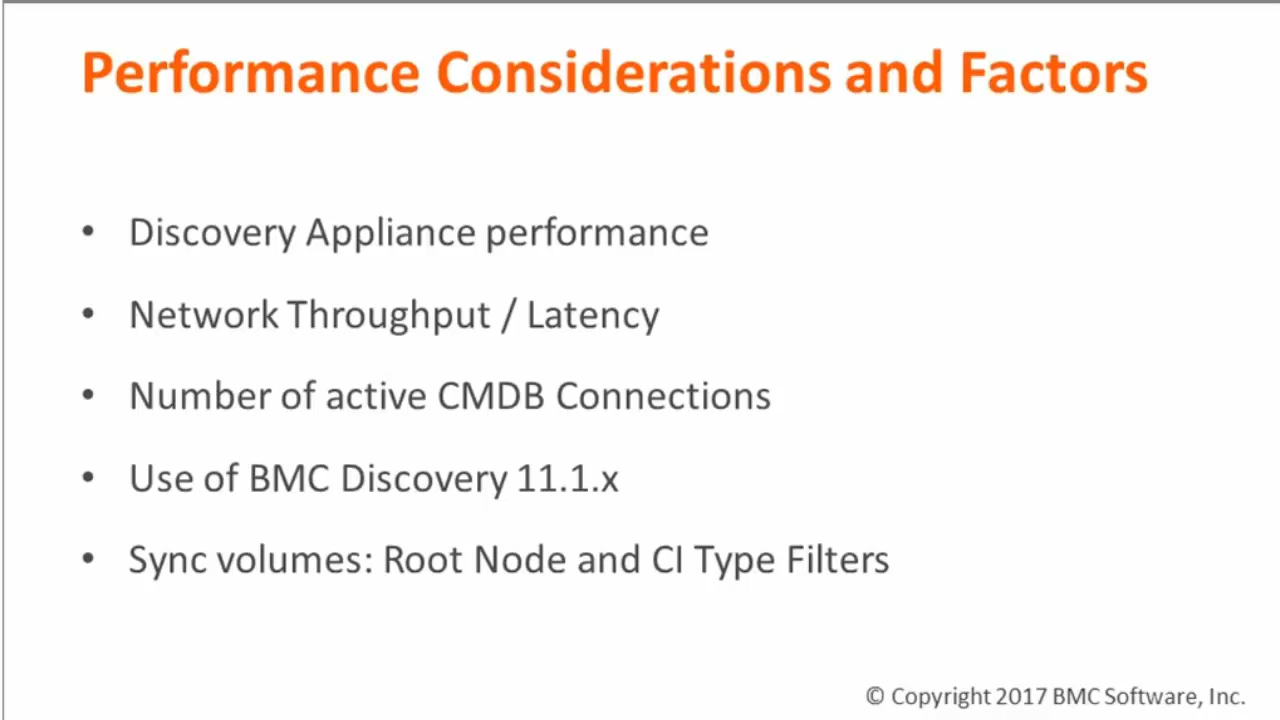 Performance Considerations and Factors
• Discovery Appliance performance
• Network Throughput / Latency
• Number of active CMDB Connections
• Use of BMC Discovery 11.1.x
• Sync volumes: Root Node and CI Type Filters
© Copyright 2017 BMC Software, Inc.